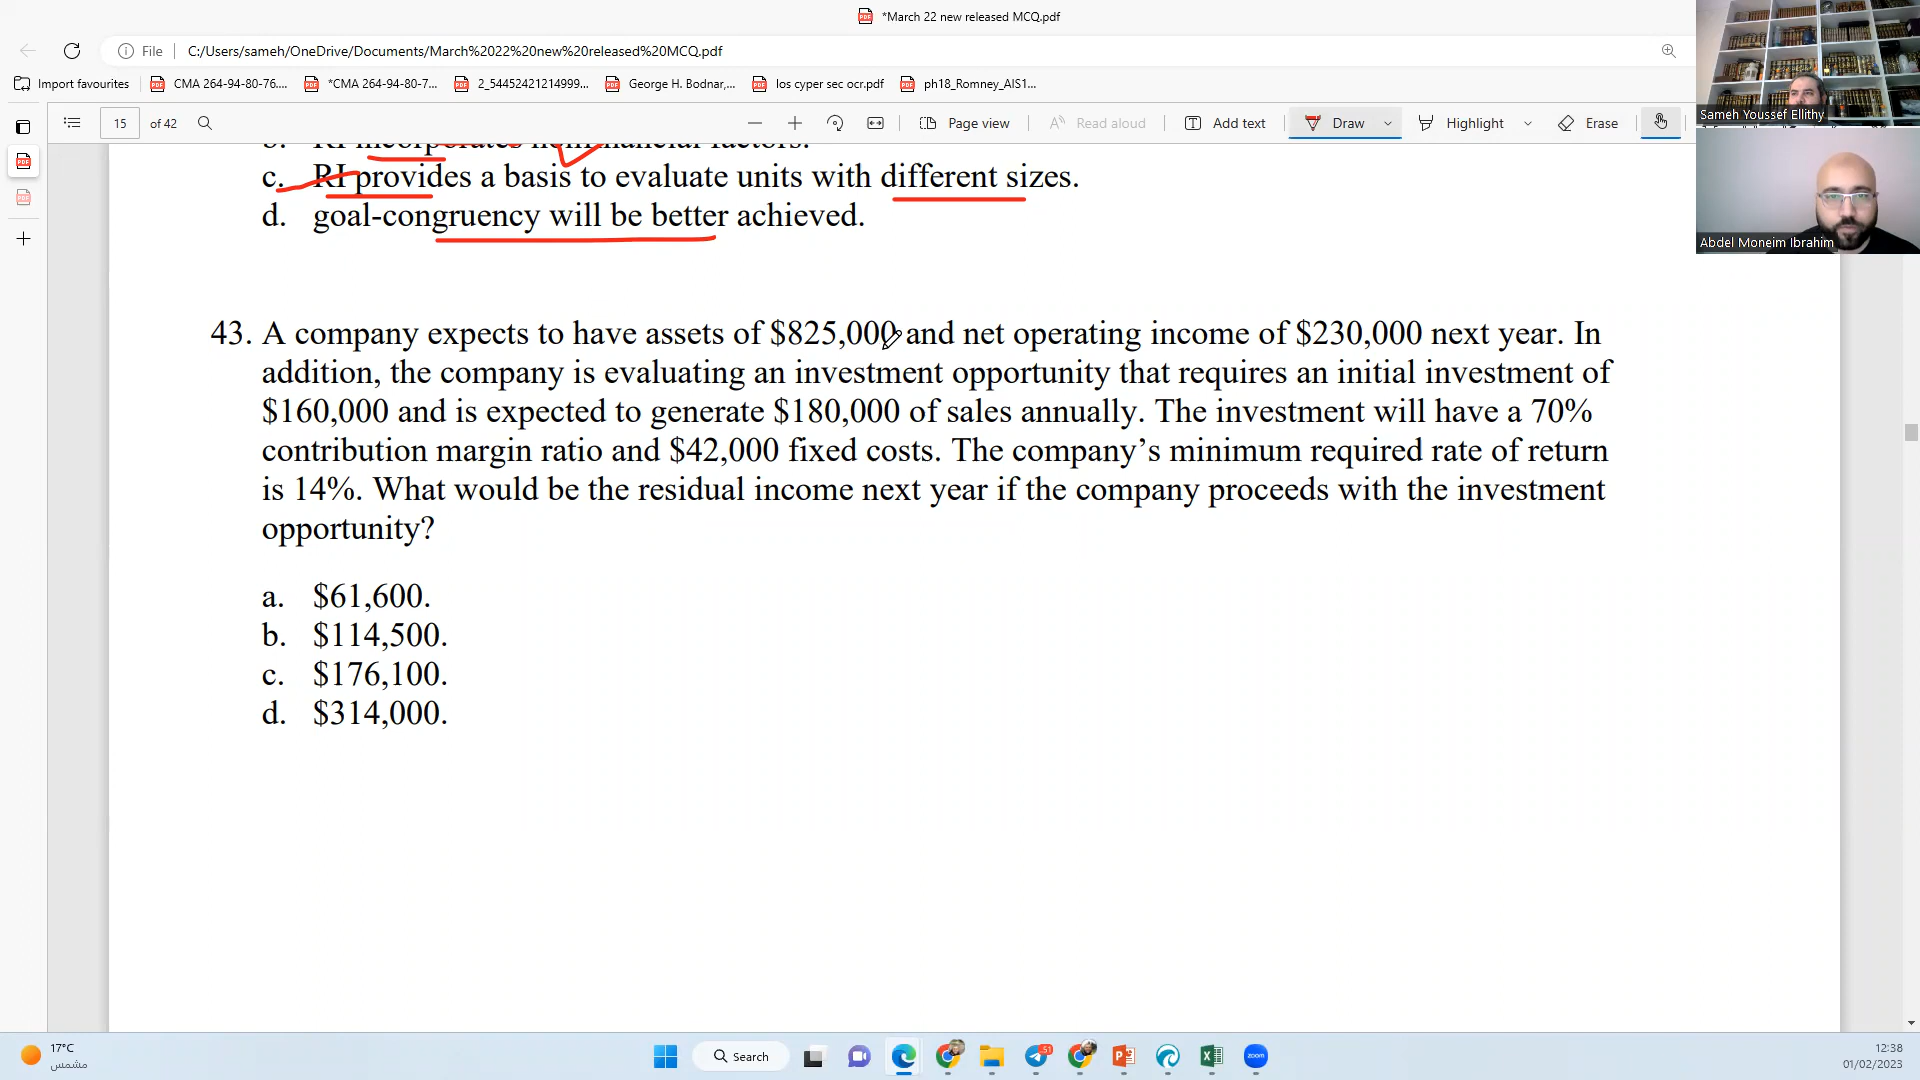 *March 22 new released MCQ.pdf
File
C:/Users/sameh/OneDrive/Documents/March%2022%20new%20released%20MCQ.pdf
Import favourites
CMA 264-94-80-76....
*CMA 264-94-80-7...
2_54452421214999...
George H. Bodnar,...
los cyper sec ocr.pdf
ph18_Romney_AIS1...
15 of 42
Page view
Read aloud
Add text
Draw
Highlight
Erase
Sameh Youssef Ellithy
Abdel Moneim Ibrahim
b. RI incorporates nonfinancial factors.
c. RI provides a basis to evaluate units with different sizes.
d. goal-congruency will be better achieved.
43. A company expects to have assets of $825,000 and net operating income of $230,000 next year. In
addition, the company is evaluating an investment opportunity that requires an initial investment of
$160,000 and is expected to generate $180,000 of sales annually. The investment will have a 70%
contribution margin ratio and $42,000 fixed costs. The company’s minimum required rate of return
is 14%. What would be the residual income next year if the company proceeds with the investment
opportunity?
a. $61,600.
b. $114,500.
c. $176,100.
d. $314,000.
17°C
مشمس
Search
51
zoom
12:38
01/02/2023